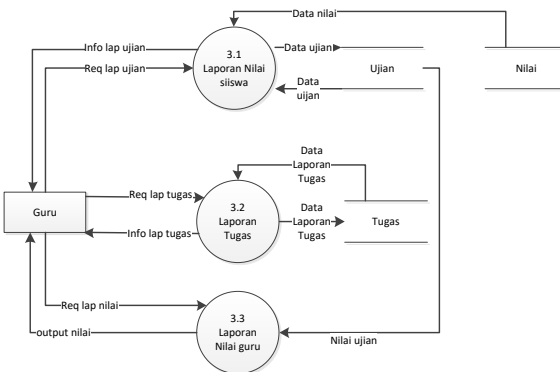 Data nilai
Info lap ujian
Req lap ujian
3.1
Laporan Nilai
siiswa
Data ujian
Ujian
Nilai
Data
uijan
Data
Laporan
Tugas
Req lap tugas
Guru
3.2
Laporan
Tugas
Data
Laporan
Tugas
Tugas
Info lap tugas
Req lap nilai
3.3
Laporan
Nilai guru
output nilai
Nilai ujian